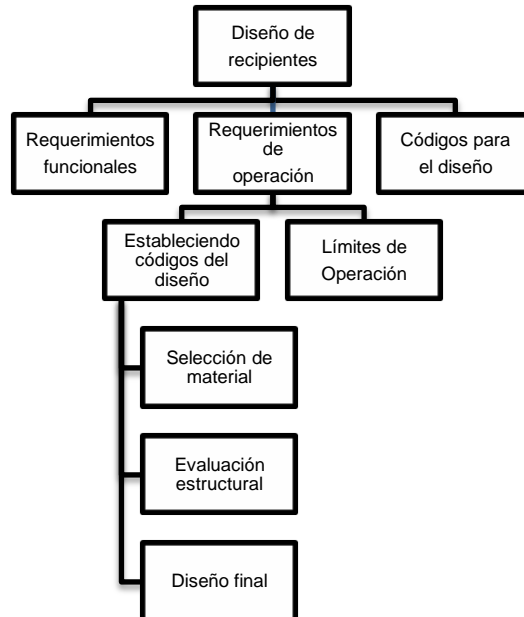 Diseño de
recipientes
Requerimientos
funcionales
Requerimientos
de
operación
Códigos para
el diseño
Estableciendo
códigos del
diseño
Límites de
Operación
Selección de
material
Evaluación
estructural
Diseño final